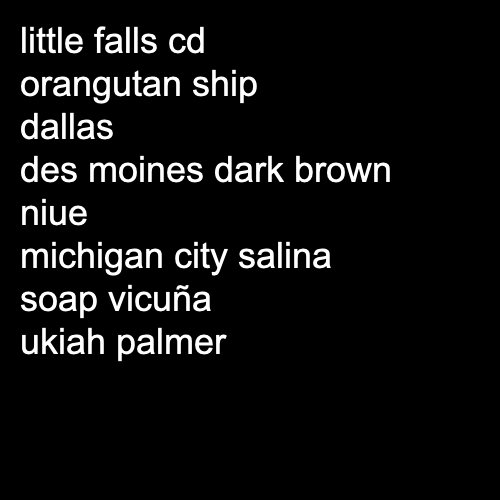 little falls cd
orangutan ship
dallas
des moines dark brown
niue
michigan city salina
soap vicuña
ukiah palmer